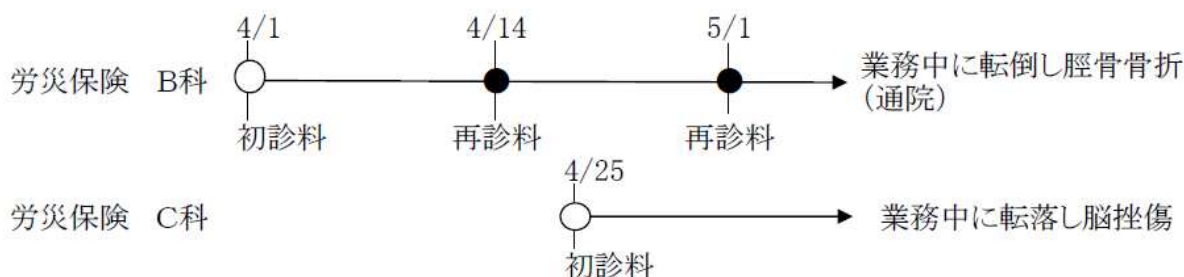 4/1
4/14
5/1
労災保険 B科
業務中に転倒し脛骨骨折
(通院)
初診料
再診料
再診料
4/25
労災保険 C科
業務中に転落し脳挫傷
初診料